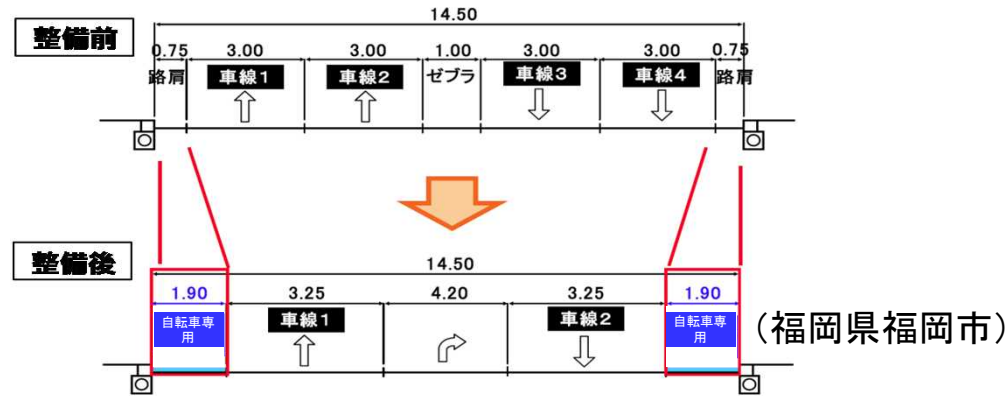 14.50
整備前
0.75 3.00 3.00 1.00 3.00 3.00 0.75
路肩 車線1 車線2 ゼブラ 車線3 車線4 路肩
整備後
14.50
1.90 3.25 4.20 3.25 1.90
自転車専
用
車線1
車線2
自転車専
用
(福岡県福岡市)